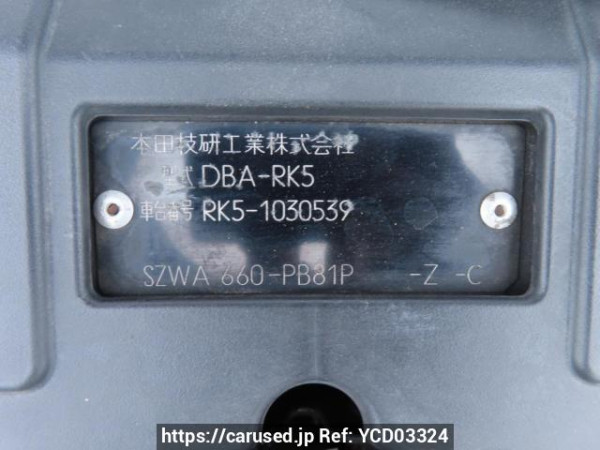 本田技研工業株式会社
型式 DBA-RK5
車台番号 RK5-1030539
SZWA 660-PB81P -Z -C
https://carused.jp Ref: YCD03324